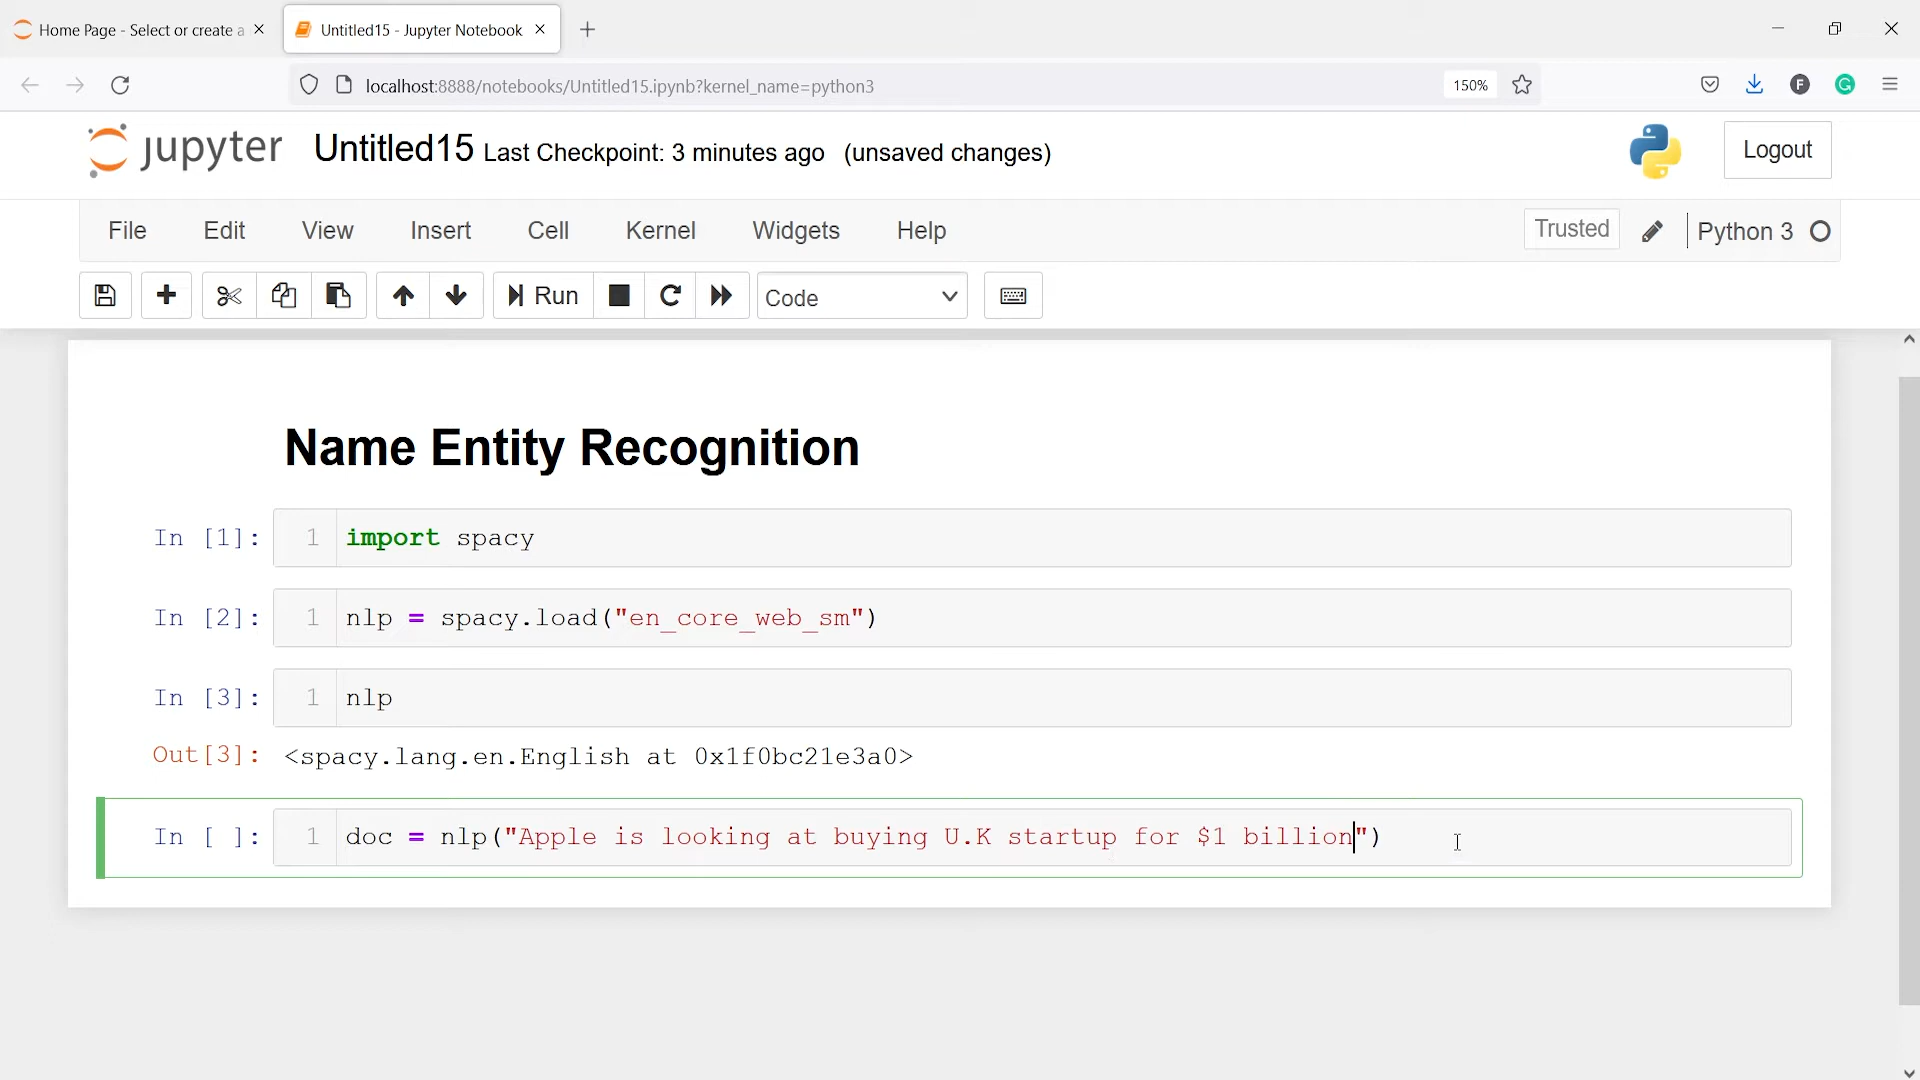 Home Page - Select or create a
Untitled15 - Jupyter Notebook
localhost:8888/notebooks/Untitled15.ipynb?kernel_name=python3
150%
F
G
jupyter Untitled15 Last Checkpoint: 3 minutes ago (unsaved changes)
Logout
File Edit View Insert Cell Kernel Widgets Help
Trusted
Python 3
Run
Code
Name Entity Recognition
In [1]: 1 import spacy
In [2]: 1 nlp = spacy.load("en_core_web_sm")
In [3]: 1 nlp
Out[3]: <spacy.lang.en.English at 0x1f0bc21e3a0>
In [ ]: 1 doc = nlp("Apple is looking at buying U.K startup for $1 billion")